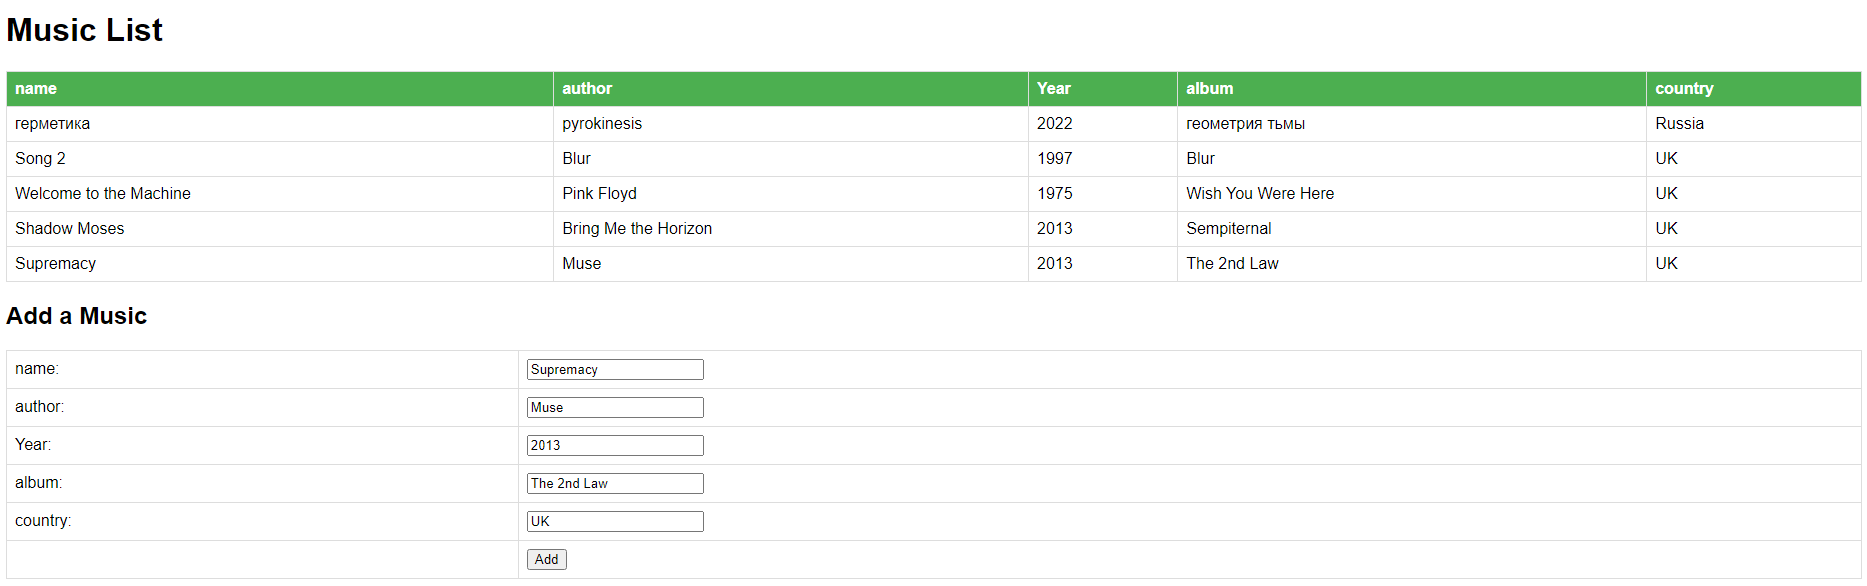 Music List
name author Year album country
герметика pyrokinesis 2022 геометрия тьмы Russia
Song 2 Blur 1997 Blur UK
Welcome to the Machine Pink Floyd 1975 Wish You Were Here UK
Shadow Moses Bring Me the Horizon 2013 Sempiternal UK
Supremacy Muse 2013 The 2nd Law UK
Add a Music
name: Supremacy
author: Muse
Year: 2013
album: The 2nd Law
country: UK
Add